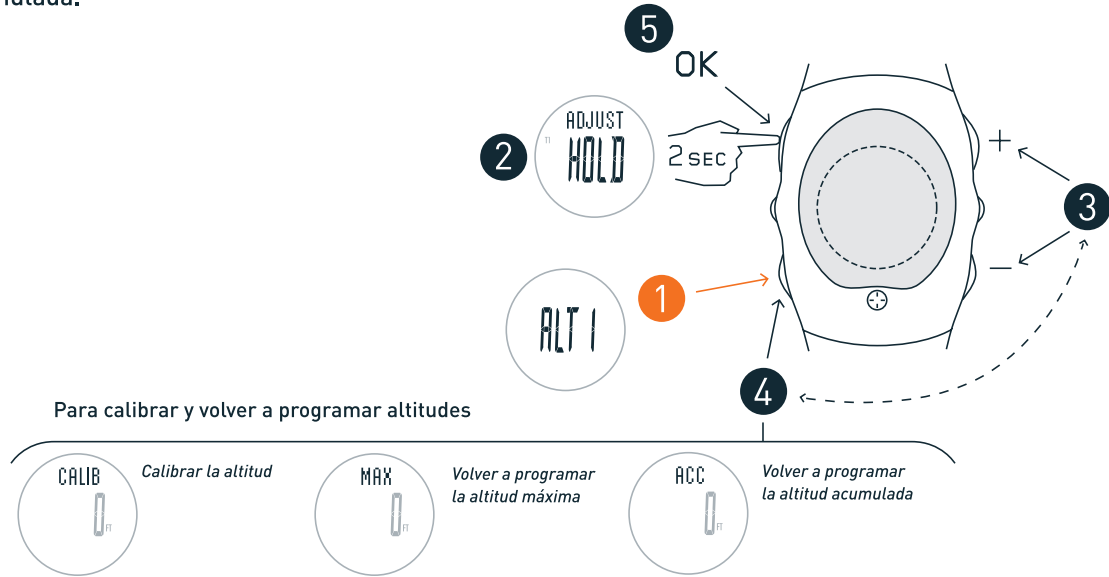 5
OK
ADJUST
HOLD
2
2 SEC
+
3
−
1
ALT 1
4
Para calibrar y volver a programar altitudes
CALIB
0 FT
Calibrar la altitud
MAX
0 FT
Volver a programar
la altitud máxima
ACC
0 FT
Volver a programar
la altitud acumulada